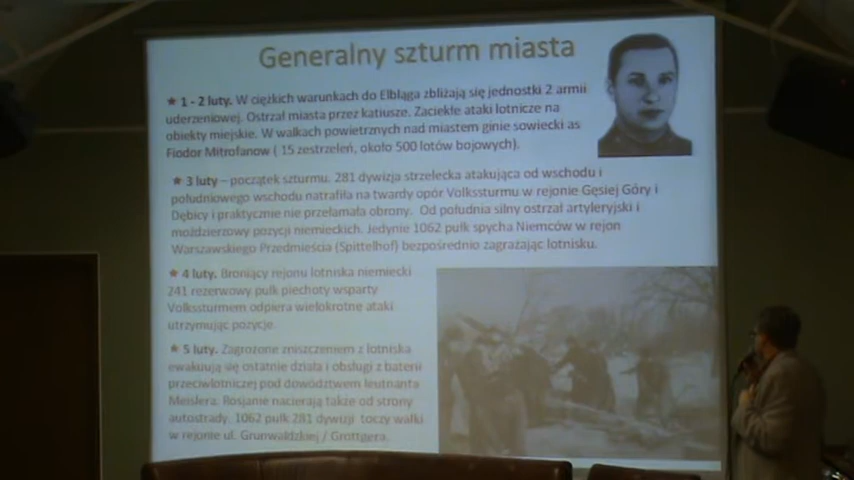 Generalny szturm miasta
★ 1 - 2 luty. W ciężkich warunkach do Elbląga zbliżają się jednostki 2 armii
uderzeniowej. Ostrzał miasta przez katiusze. Zaciekłe ataki lotnicze na
obiekty miejskie. W walkach powietrznych nad miastem ginie sowiecki as
Fiodor Mitrofanow ( 15 zestrzeleń, około 500 lotów bojowych).
★ 3 luty – początek szturmu. 281 dywizja strzelecka atakująca od wschodu i
południowego wschodu natrafiła na twardy opór Volkssturmu w rejonie Gęsiej Góry i
Dębicy i praktycznie nie przełamała obrony. Od południa silny ostrzał artyleryjski i
moździerzowy pozycji niemieckich. Jedynie 1062 pułk spycha Niemców w rejon
Warszawskiego Przedmieścia (Spittelhof) bezpośrednio zagrażając lotnisku.
★ 4 luty. Broniący rejonu lotniska niemiecki
241 rezerwowy pułk piechoty wsparty
Volkssturmem odpiera wielokrotne ataki
utrzymując pozycje.
★ 5 luty. Zagrożone zniszczeniem z lotniska
ewakuują się ostatnie działa i obsługi z baterii
przeciwlotniczej pod dowództwem leutnanta
Meislera. Rosjanie nacierają także od strony
autostrady. 1062 pułk 281 dywizji toczy walki
w rejonie ul. Grunwaldzkiej / Grottgera.